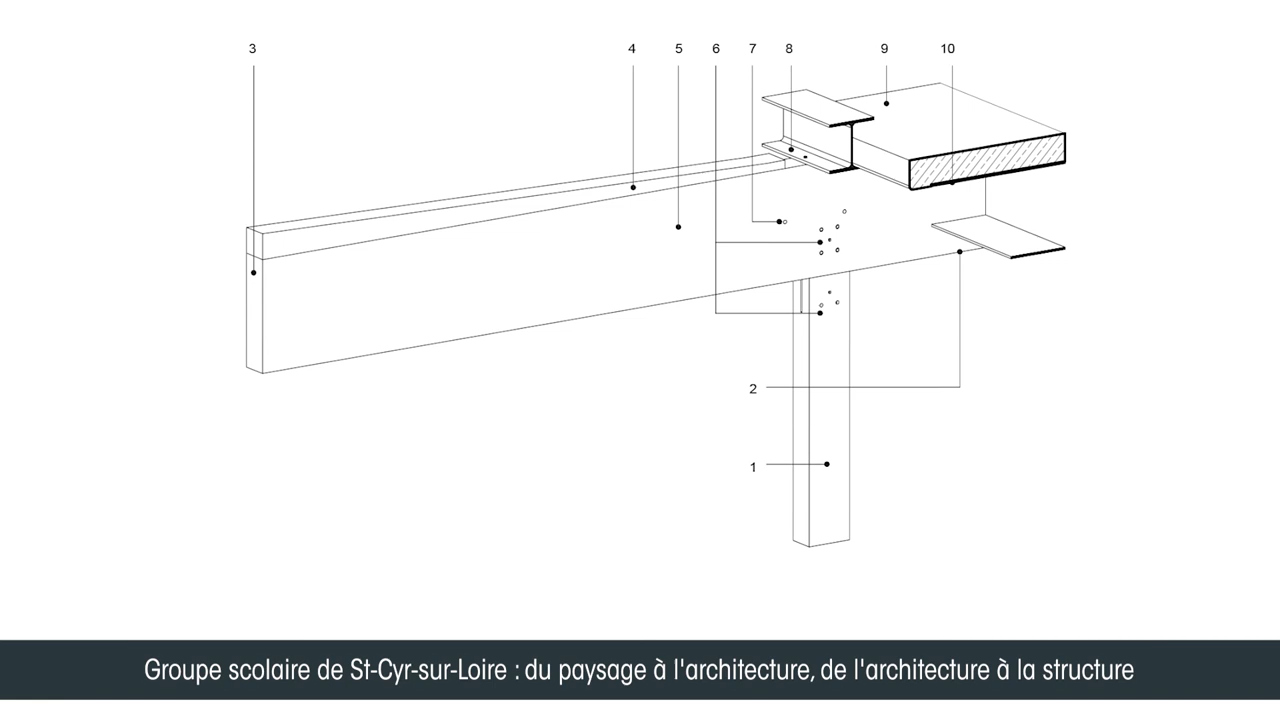 3 4 5 6 7 8 9 10
2
1
Groupe scolaire de St-Cyr-sur-Loire : du paysage à l'architecture, de l'architecture à la structure